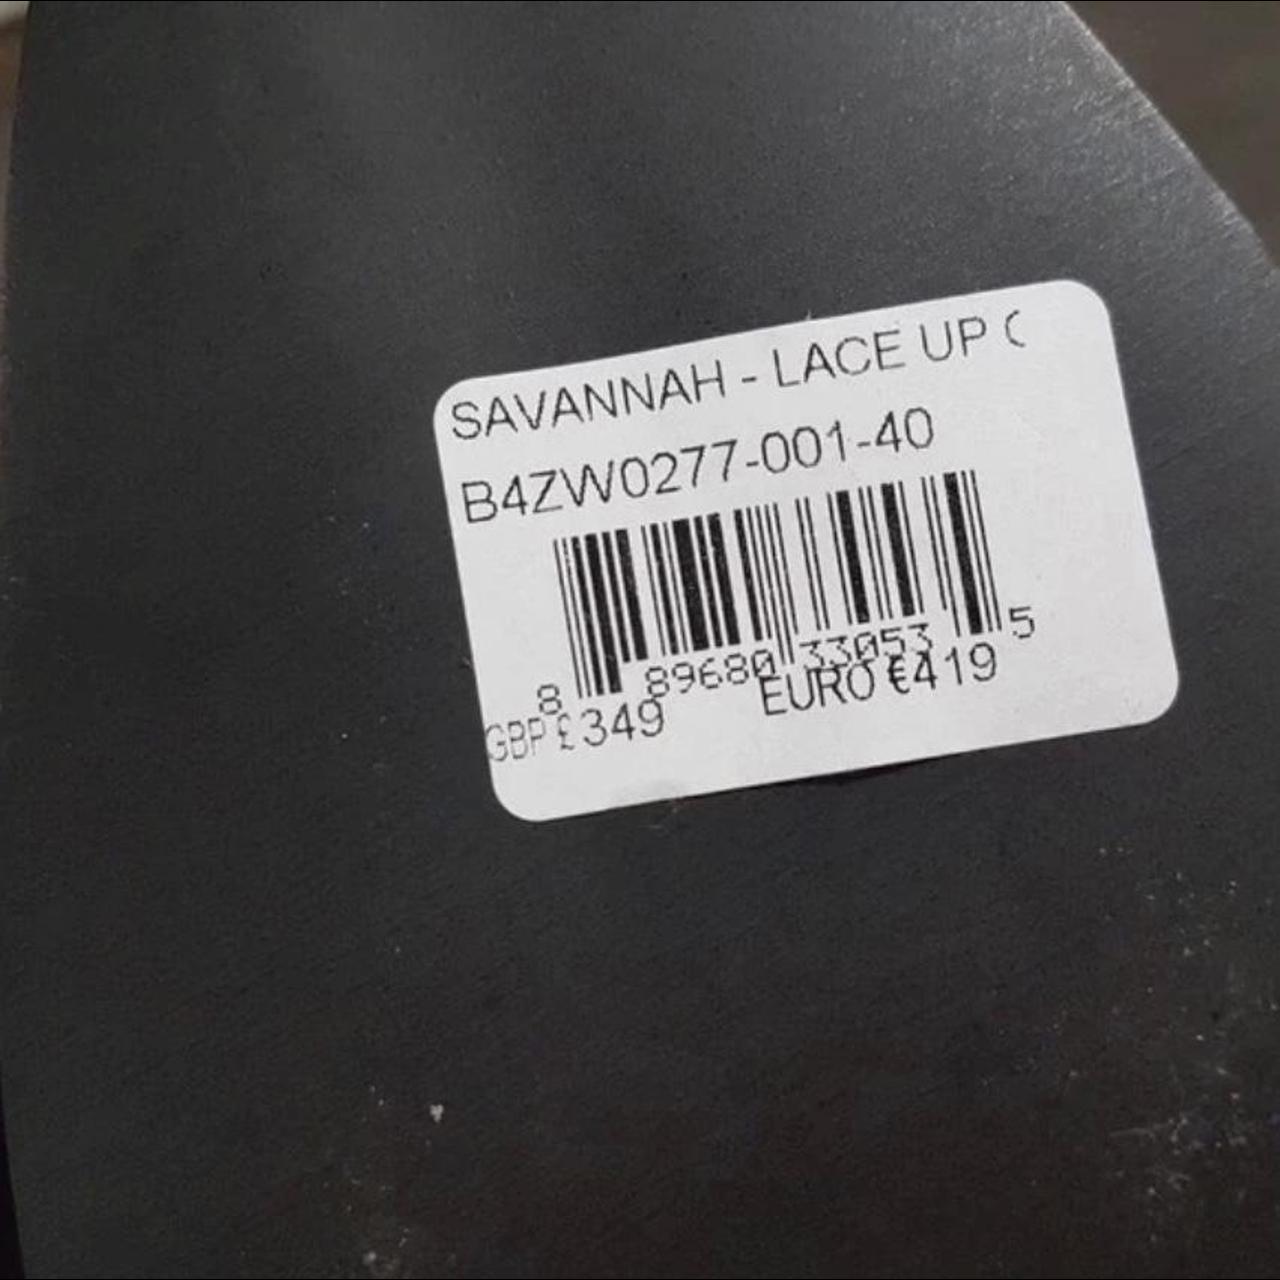 SAVANNAH - LACE UP
B4ZW0277-001-40
8 89680 33053 5
GBP £349 EURO €419